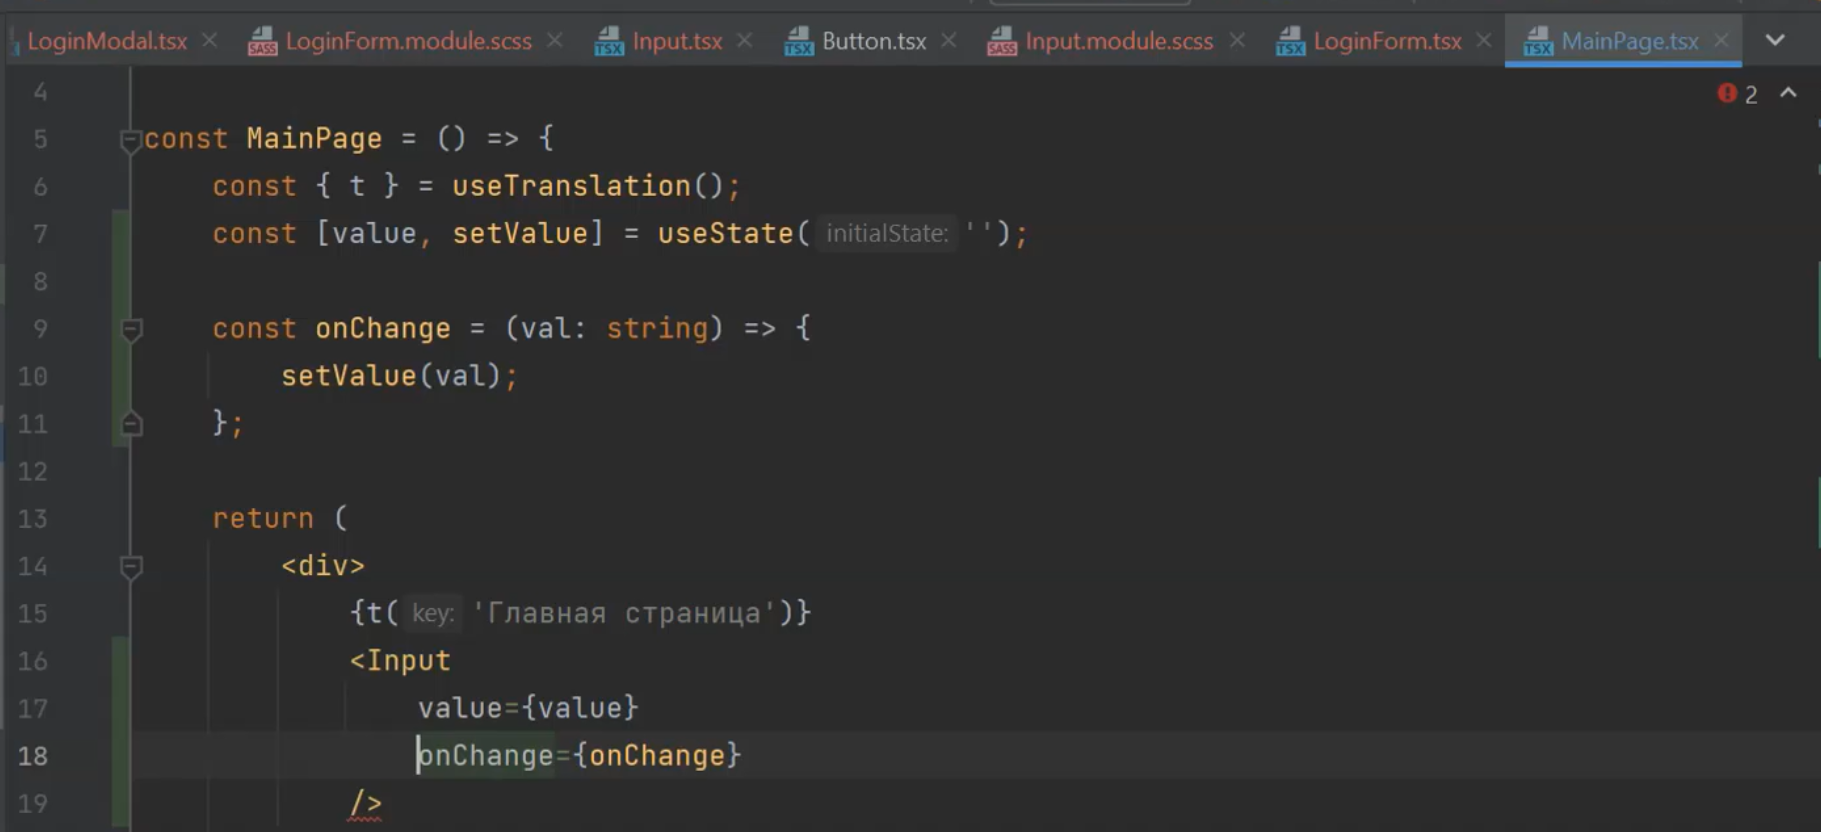 LoginModal.tsx LoginForm.module.scss Input.tsx Button.tsx Input.module.scss LoginForm.tsx MainPage.tsx
2
4
5 const MainPage = () => {
6 const { t } = useTranslation();
7 const [value, setValue] = useState( initialState: '');
8
9 const onChange = (val: string) => {
10 setValue(val);
11 };
12
13 return (
14 <div>
15 {t( key: 'Главная страница')}
16 <Input
17 value={value}
18 onChange={onChange}
19 />